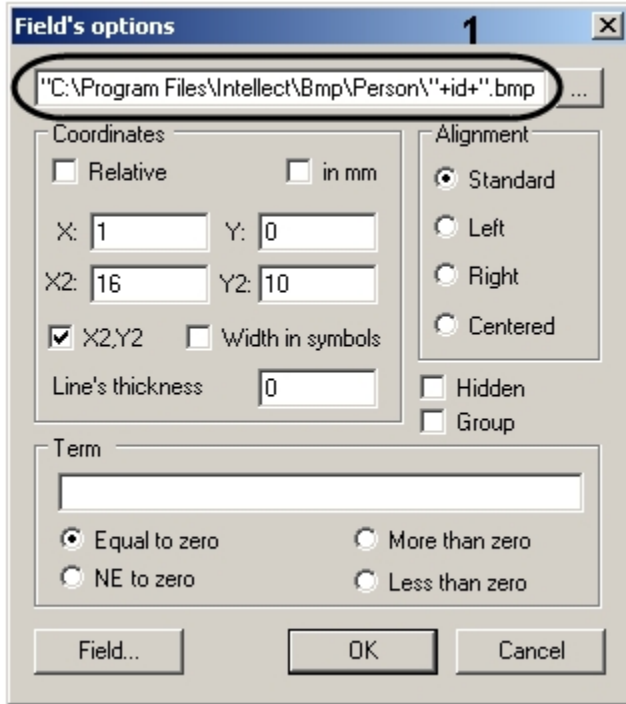 Field's options
1
"C:\Program Files\Intellect\Bmp\Person\"+id+".bmp ...
Coordinates
Relative in mm
X: 1 Y: 0
X2: 16 Y2: 10
X2,Y2 Width in symbols
Line's thickness 0
Alignment
Standard
Left
Right
Centered
Hidden
Group
Term
Equal to zero More than zero
NE to zero Less than zero
Field... OK Cancel